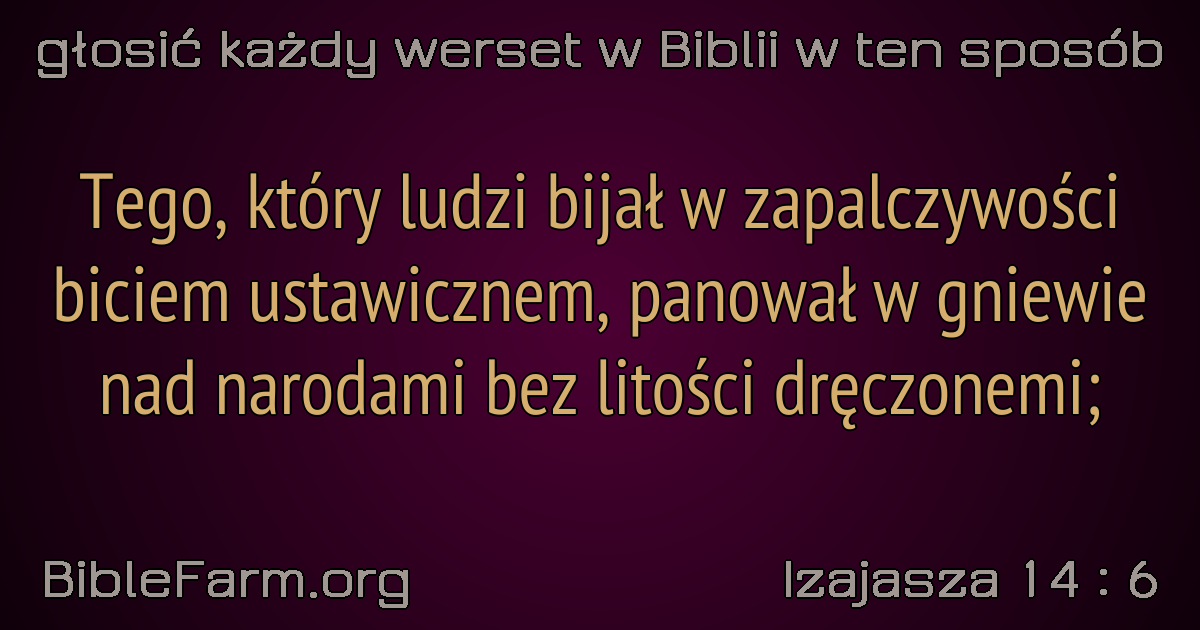 głosić każdy werset w Biblii w ten sposób
Tego, który ludzi bijał w zapalczywości
biciem ustawicznem, panował w gniewie
nad narodami bez litości dręczonemi;
BibleFarm.org
Izajasza 14 : 6